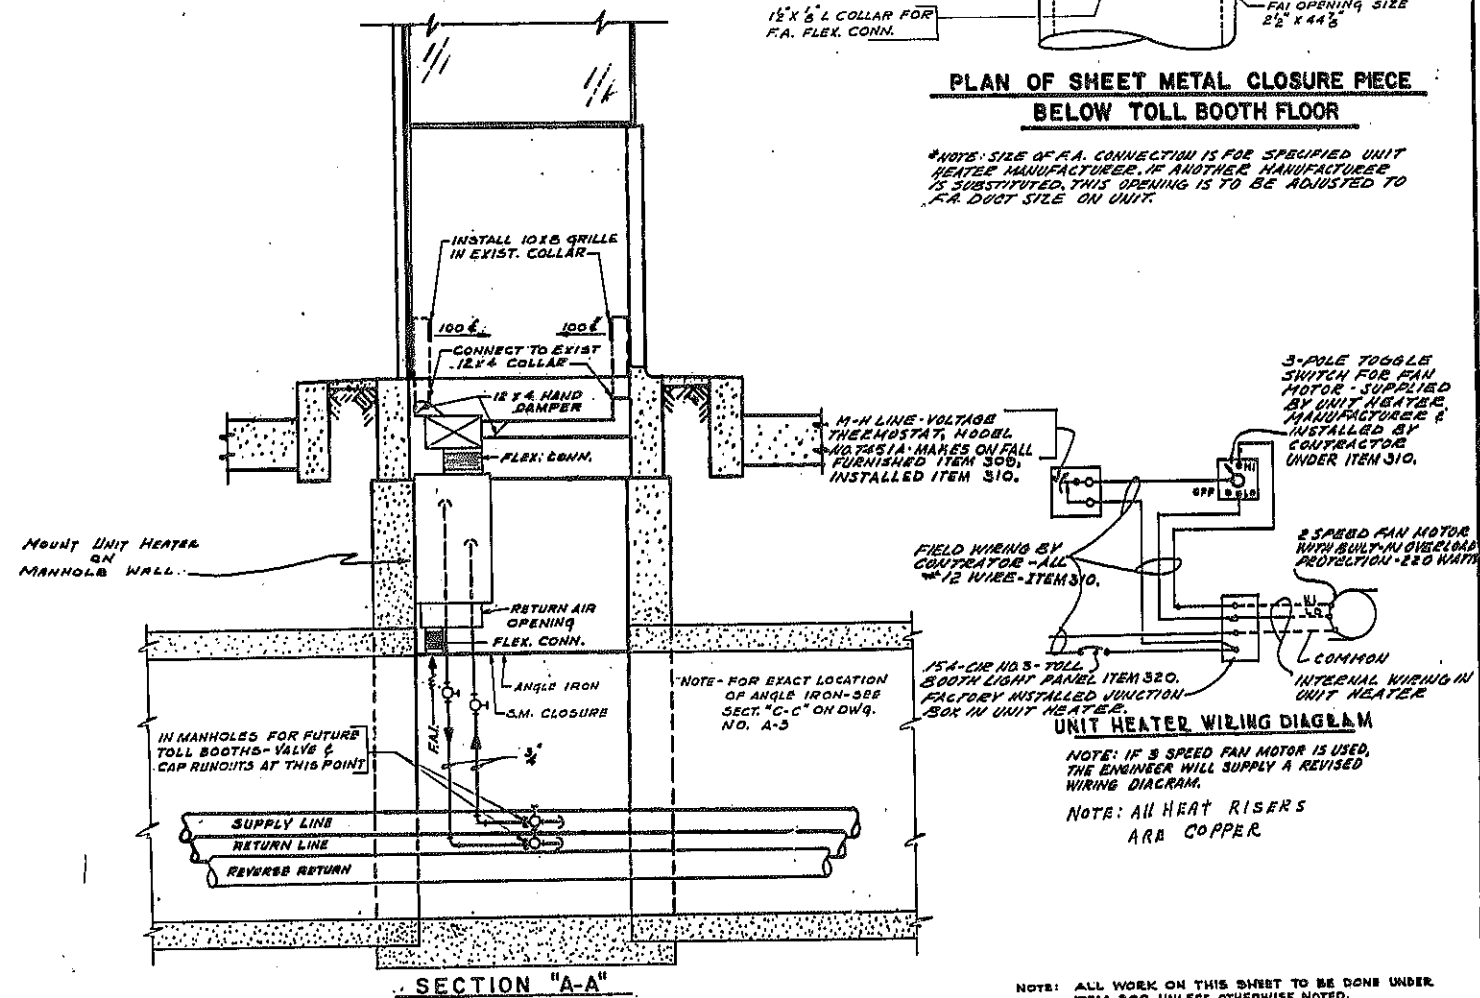 1½" X ⅛" L COLLAR FOR
F.A. FLEX. CONN.
FAI OPENING SIZE
2½" X 44⅞"
PLAN OF SHEET METAL CLOSURE PIECE
BELOW TOLL BOOTH FLOOR
*NOTE: SIZE OF F.A. CONNECTION IS FOR SPECIFIED UNIT
HEATER MANUFACTURER. IF ANOTHER MANUFACTURER
IS SUBSTITUTED, THIS OPENING IS TO BE ADJUSTED TO
F.A. DUCT SIZE ON UNIT.
INSTALL 10X8 GRILLE
IN EXIST. COLLAR
100 ¢
100 ¢
CONNECT TO EXIST
12X4 COLLAR
12 X 4 HAND
DAMPER
FLEX. CONN.
MOUNT UNIT HEATER
ON
MANHOLE WALL
RETURN AIR
OPENING
FLEX. CONN.
ANGLE IRON
S.M. CLOSURE
F.A.I.
¾"
NOTE- FOR EXACT LOCATION
OF ANGLE IRON-SEE
SECT. "C-C" ON DWG.
NO. A-3
IN MANHOLES FOR FUTURE
TOLL BOOTHS-VALVE &
CAP RUNOUTS AT THIS POINT
SUPPLY LINE
RETURN LINE
REVERSE RETURN
SECTION "A-A"
M-H LINE-VOLTAGE
THERMOSTAT, MODEL
NO. T451A-MAKES ON FALL
FURNISHED ITEM 300,
INSTALLED ITEM 310.
3-POLE TOGGLE
SWITCH FOR FAN
MOTOR - SUPPLIED
BY UNIT HEATER
MANUFACTURER &
INSTALLED BY
CONTRACTOR
UNDER ITEM 310.
HI
OFF
LO
FIELD WIRING BY
CONTRATOR-ALL
#12 WIRE-ITEM 310.
2 SPEED FAN MOTOR
WITH BUILT-IN OVERLOAD
PROTECTION-220 WATTS
HI
LO
COMMON
INTERNAL WIRING IN
UNIT HEATER
15A-CIR NO. 3-TOLL
BOOTH LIGHT PANEL ITEM 320.
FACTORY INSTALLED JUNCTION
BOX IN UNIT HEATER.
UNIT HEATER WIRING DIAGRAM
NOTE: IF 3 SPEED FAN MOTOR IS USED,
THE ENGINEER WILL SUPPLY A REVISED
WIRING DIAGRAM.
NOTE: All HEAT RISERS
ARE COPPER
NOTE: ALL WORK ON THIS SHEET TO BE DONE UNDER
ITEM 300 UNLESS OTHERWISE NOTED.